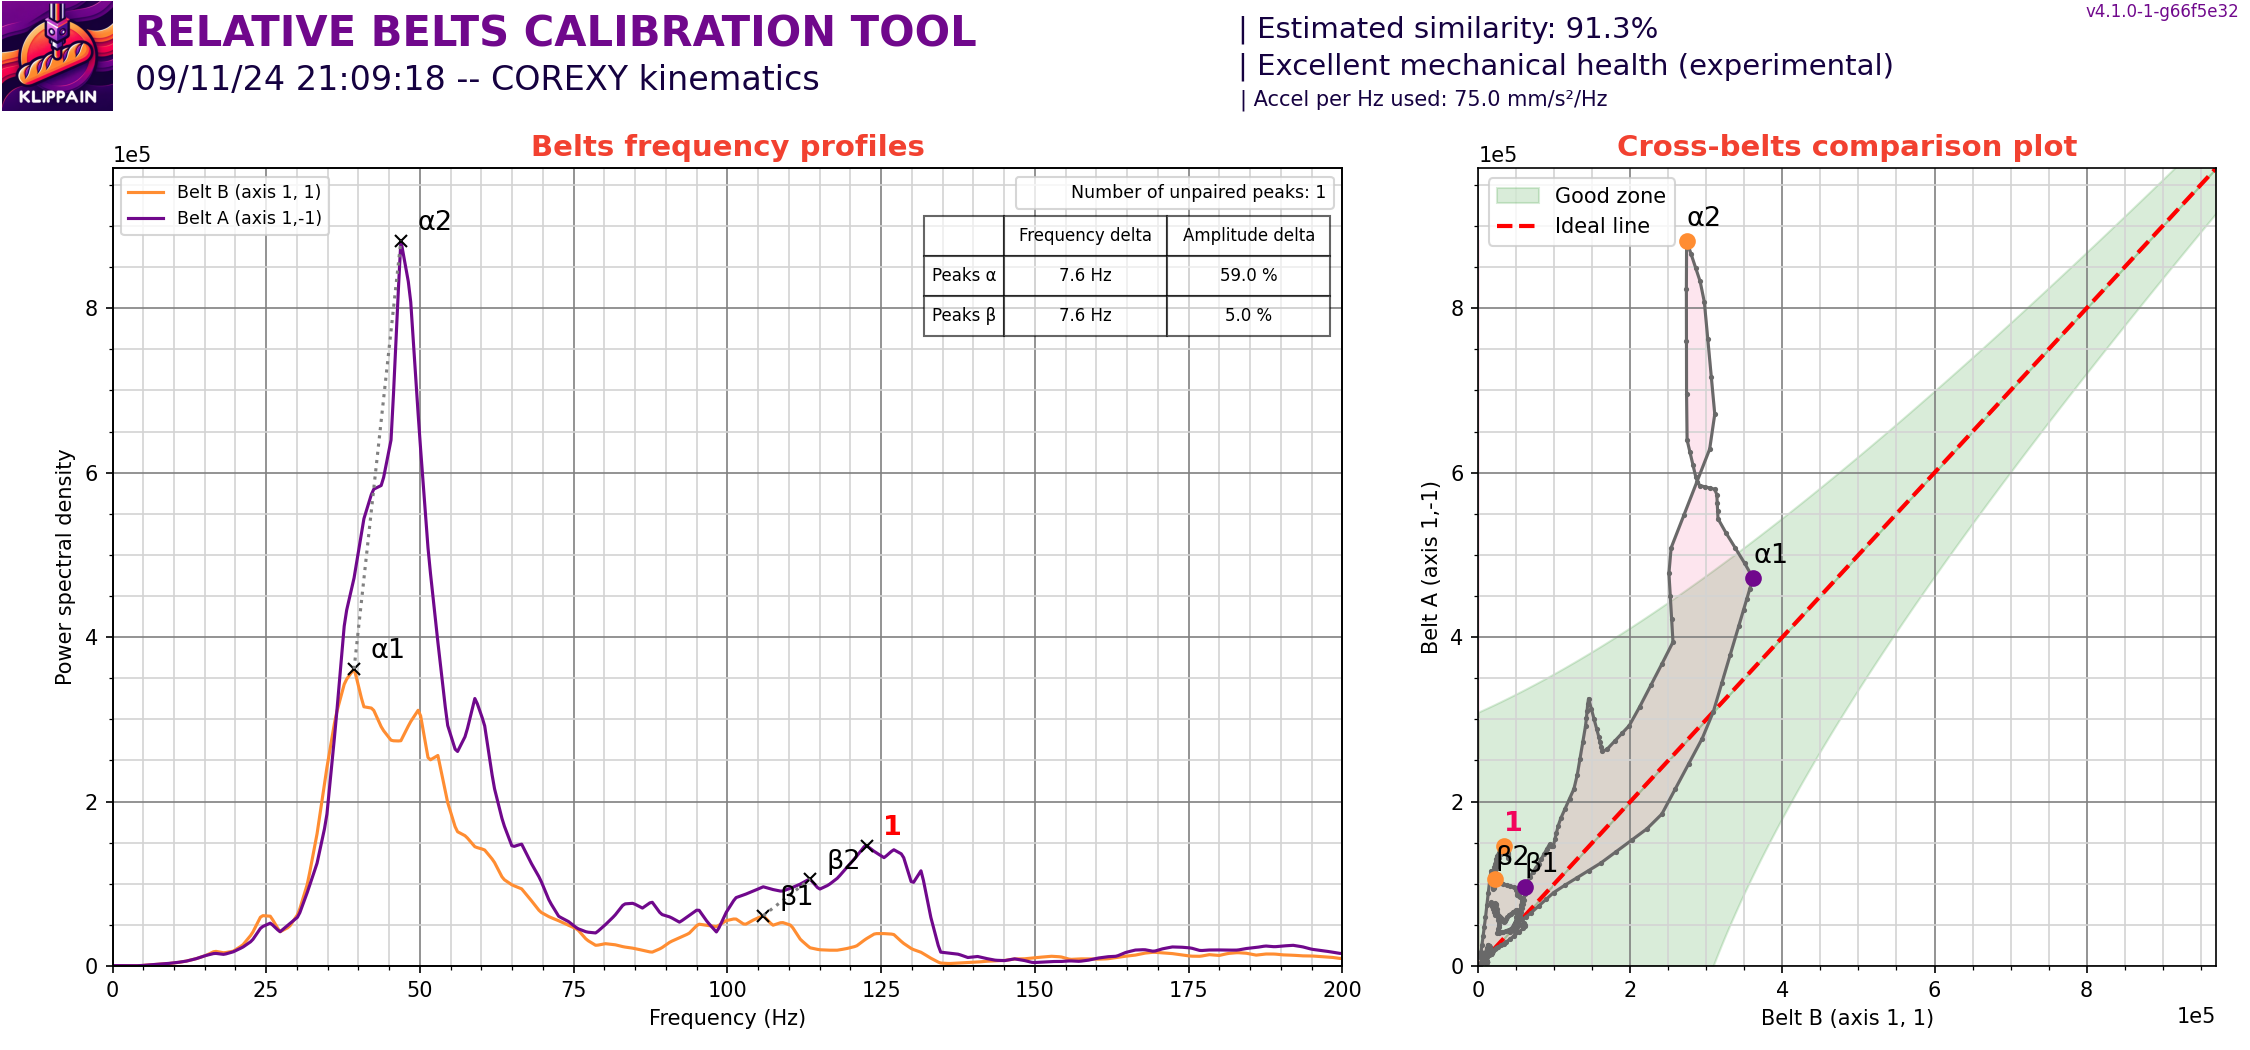 KLIPPAIN
RELATIVE BELTS CALIBRATION TOOL
09/11/24 21:09:18 -- COREXY kinematics
| Estimated similarity: 91.3%
| Excellent mechanical health (experimental)
| Accel per Hz used: 75.0 mm/s²/Hz
v4.1.0-1-g66f5e32
Belts frequency profiles
1e5
Belt B (axis 1, 1)
Belt A (axis 1,-1)
Number of unpaired peaks: 1
Frequency delta Amplitude delta
Peaks α 7.6 Hz 59.0 %
Peaks β 7.6 Hz 5.0 %
α2
α1
1
β2
β1
8
6
4
2
0
Power spectral density
0 25 50 75 100 125 150 175 200
Frequency (Hz)
Cross-belts comparison plot
1e5
Good zone
Ideal line
α2
α1
1
β2
β1
8
6
4
2
0
Belt A (axis 1,-1)
0 2 4 6 8
Belt B (axis 1, 1)
1e5